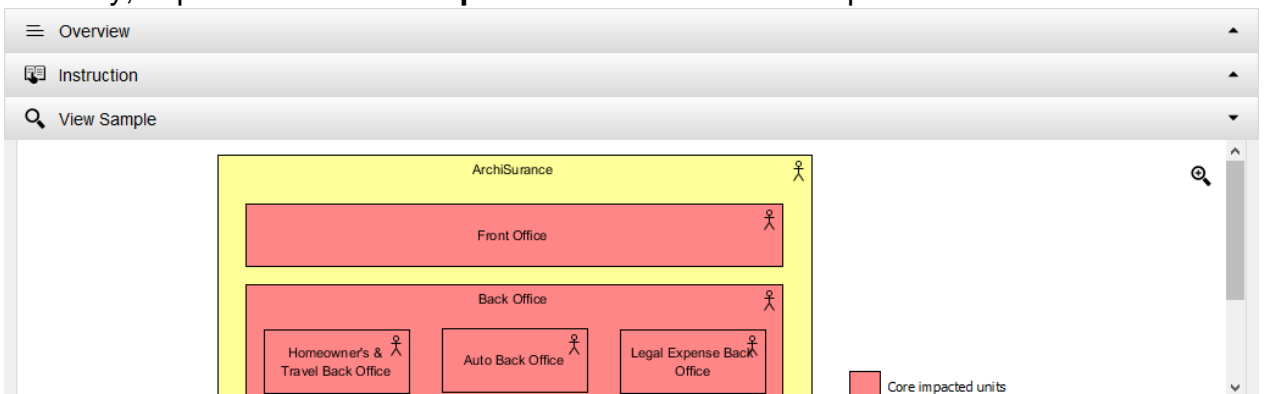 Overview
Instruction
View Sample
ArchiSurance
Front Office
Back Office
Homeowner's &
Travel Back Office
Auto Back Office
Legal Expense Back
Office
Core impacted units